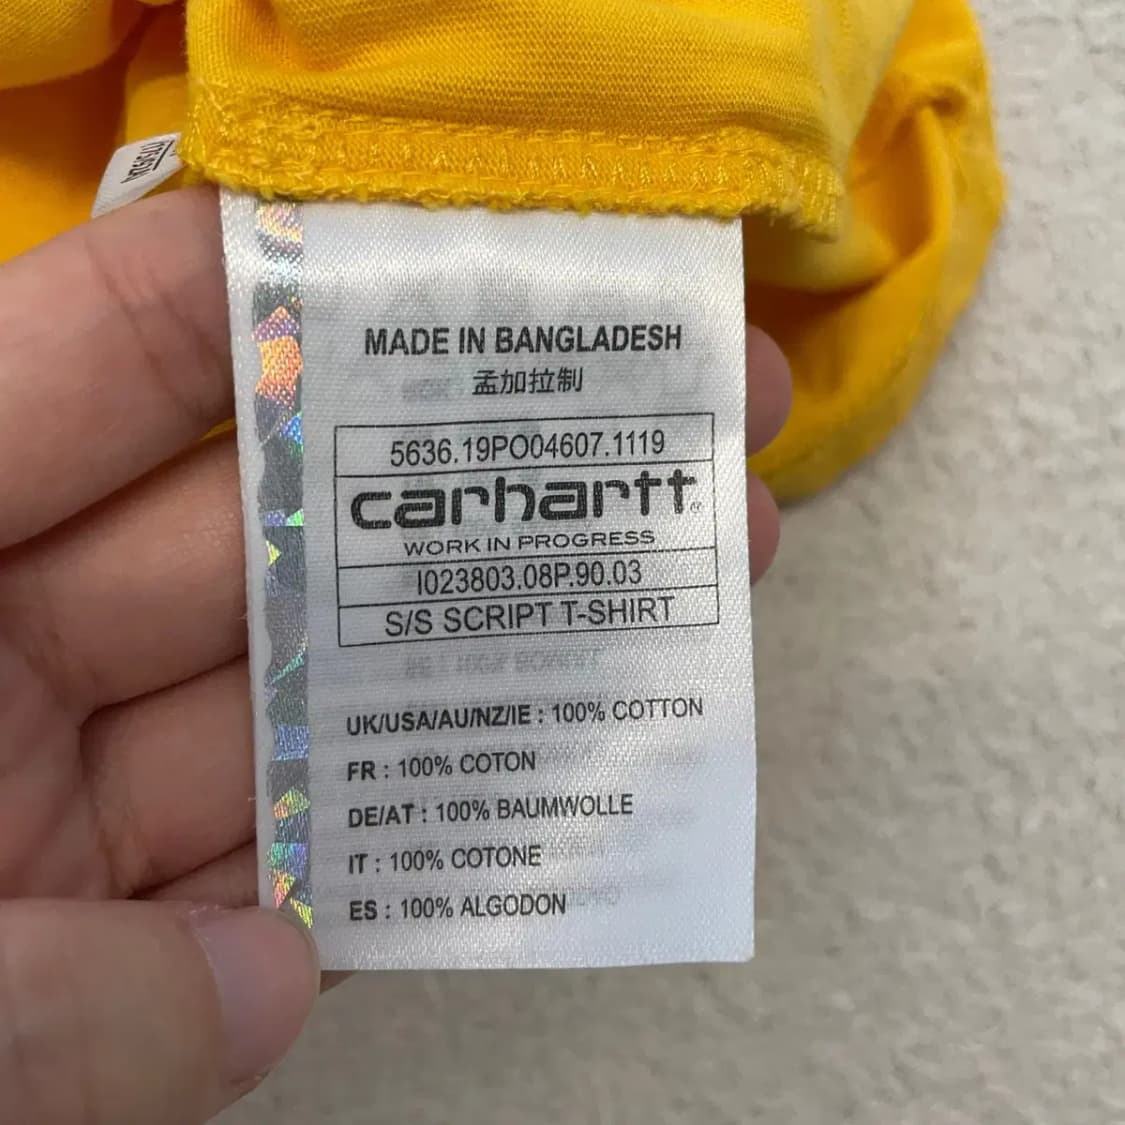 MADE IN BANGLADESH
孟加拉制
5636.19PO04607.1119
carhartt®
WORK IN PROGRESS
I023803.08P.90.03
S/S SCRIPT T-SHIRT
UK/USA/AU/NZ/IE : 100% COTTON
FR : 100% COTON
DE/AT : 100% BAUMWOLLE
IT : 100% COTONE
ES : 100% ALGODON